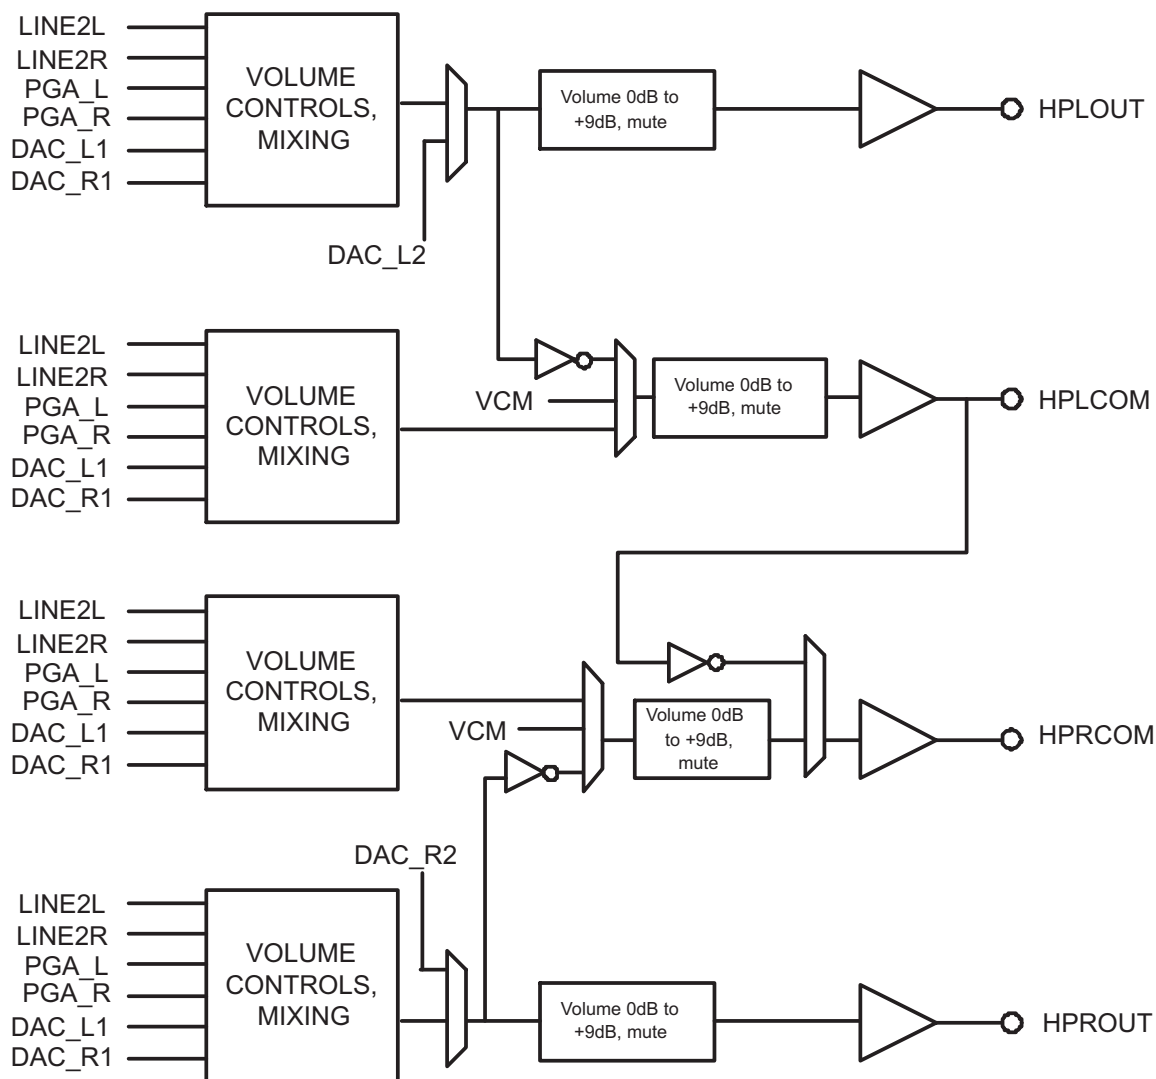 LINE2L
LINE2R
PGA_L
PGA_R
DAC_L1
DAC_R1
VOLUME
CONTROLS,
MIXING
DAC_L2
Volume 0dB to
+9dB, mute
HPLOUT
LINE2L
LINE2R
PGA_L
PGA_R
DAC_L1
DAC_R1
VOLUME
CONTROLS,
MIXING
VCM
Volume 0dB to
+9dB, mute
HPLCOM
LINE2L
LINE2R
PGA_L
PGA_R
DAC_L1
DAC_R1
VOLUME
CONTROLS,
MIXING
VCM
Volume 0dB
to +9dB,
mute
HPRCOM
DAC_R2
LINE2L
LINE2R
PGA_L
PGA_R
DAC_L1
DAC_R1
VOLUME
CONTROLS,
MIXING
Volume 0dB to
+9dB, mute
HPROUT